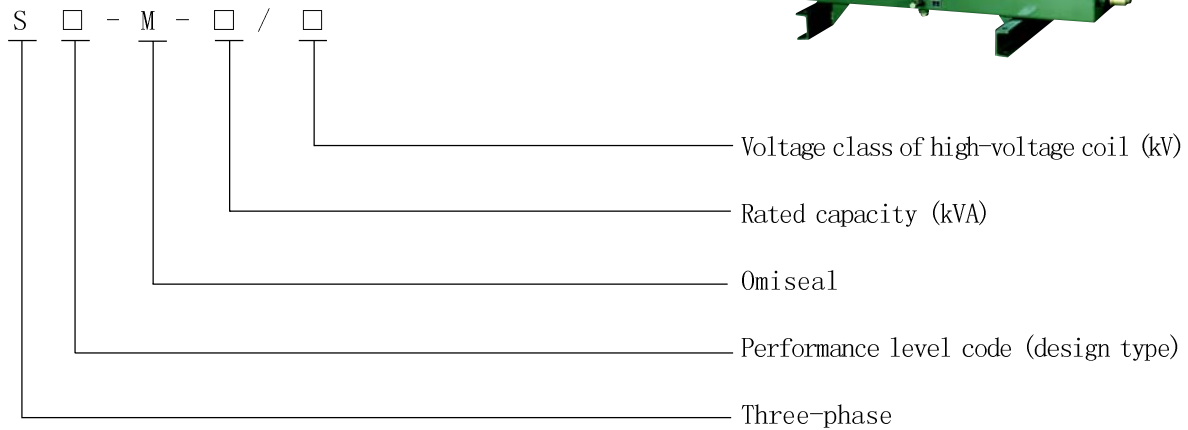 S □ - M - □ / □
Voltage class of high-voltage coil (kV)
Rated capacity (kVA)
Omiseal
Performance level code (design type)
Three-phase